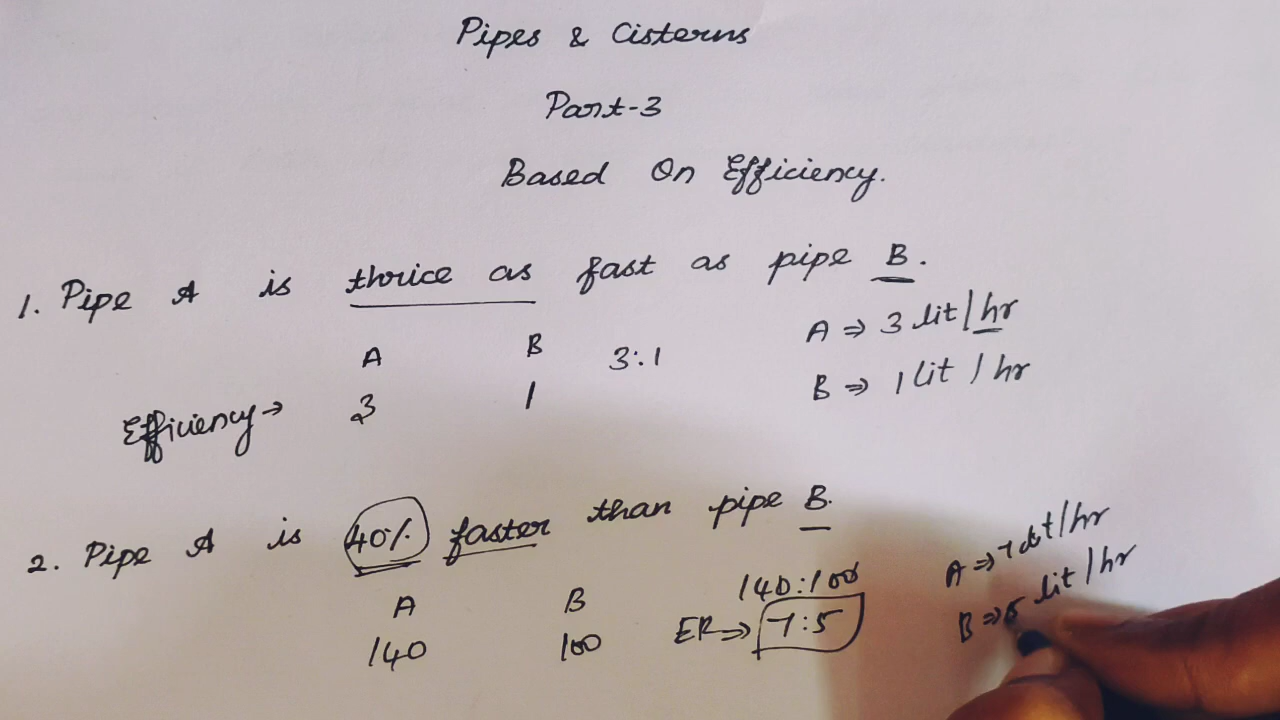 Pipes & Cisterns
Part-3
Based On Efficiency.
1. Pipe A is thrice as fast as pipe B.
A B 3:1
Efficiency → 3 1
A ⇒ 3 lit/hr
B ⇒ 1 lit / hr
2. Pipe A is 40% faster than pipe B.
A B 140:100
140 100 ER ⇒ 7:5
A ⇒ 7 lit/hr
B ⇒ 5 lit/hr